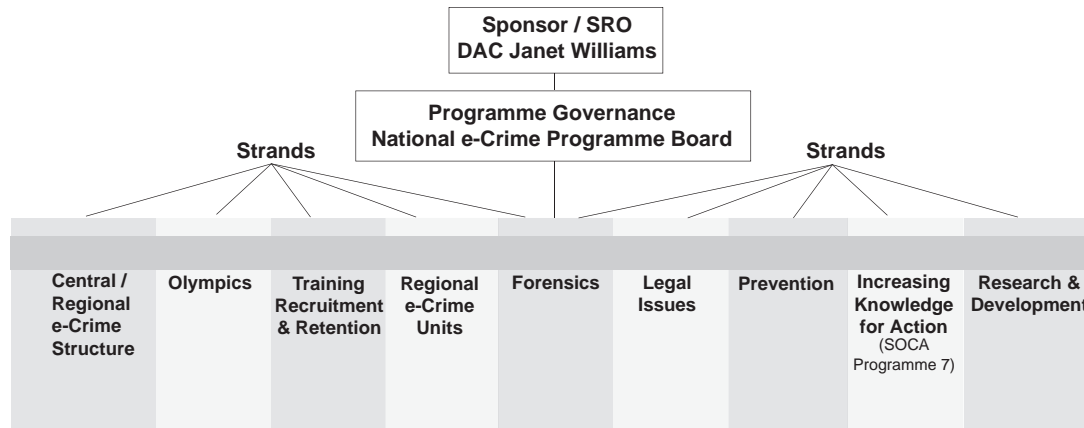 Sponsor / SRO
DAC Janet Williams
Programme Governance
National e-Crime Programme Board
Strands
Strands
Central /
Regional
e-Crime
Structure
Olympics
Training
Recruitment
& Retention
Regional
e-Crime
Units
Forensics
Legal
Issues
Prevention
Increasing
Knowledge
for Action
(SOCA
Programme 7)
Research &
Development